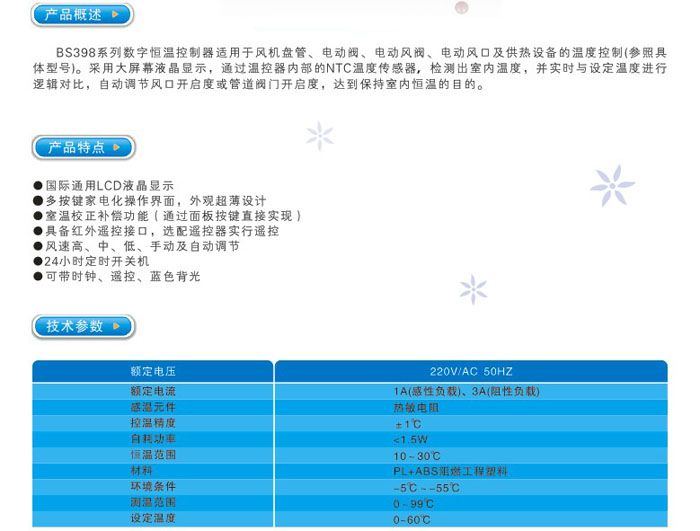 产品概述
BS398系列数字恒温控制器适用于风机盘管、电动阀、电动风阀、电动风口及供热设备的温度控制(参照具
体型号)。采用大屏幕液晶显示，通过温控器内部的NTC温度传感器，检测出室内温度，并实时与设定温度进行
逻辑对比，自动调节风口开启度或管道阀门开启度，达到保持室内恒温的目的。
产品特点
●国际通用LCD液晶显示
●多按键家电化操作界面，外观超薄设计
●室温校正补偿功能（通过面板按键直接实现）
●具备红外遥控接口，选配遥控器实行遥控
●风速高、中、低、手动及自动调节
●24小时定时开关机
●可带时钟、遥控、蓝色背光
技术参数
额定电压 220V/AC 50HZ
额定电流 1A(感性负载)、3A(阻性负载)
感温元件 热敏电阻
控温精度 ±1℃
自耗功率 <1.5W
恒温范围 10~30℃
材料 PL+ABS阻燃工程塑料
环境条件 -5℃~-55℃
测温范围 0~99℃
设定温度 0-60℃